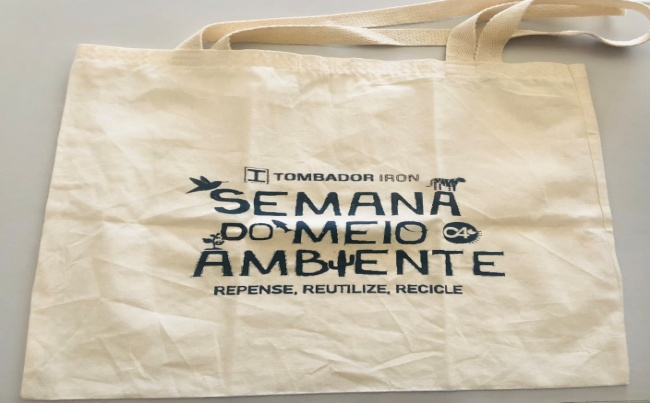 I TOMBADOR IRON
SEMANA
DO MEIO
AMBIENTE
REPENSE, REUTILIZE, RECICLE